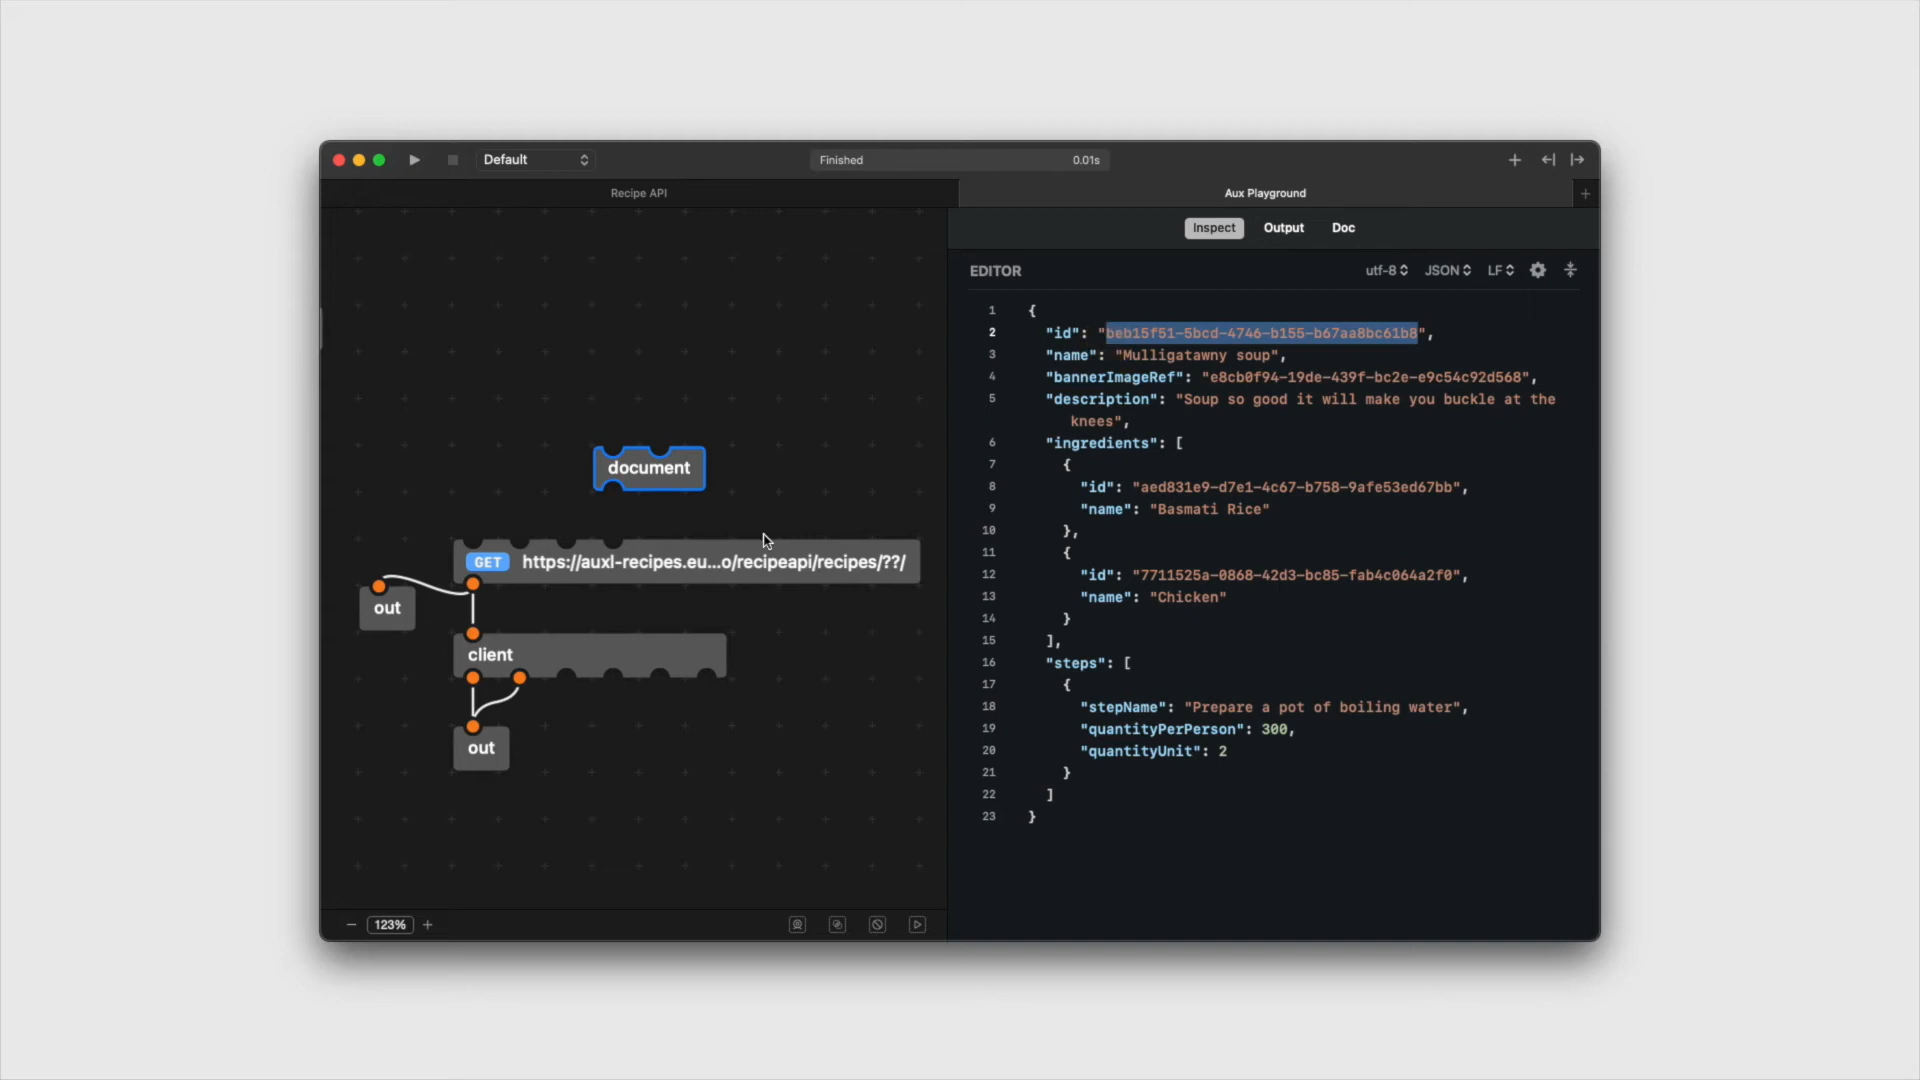 Default
Finished 0.01s
Recipe API
Aux Playground
Inspect Output Doc
EDITOR utf-8 JSON LF
1 {
2 "id": "beb15f51-5bcd-4746-b155-b67aa8bc61b8",
3 "name": "Mulligatawny soup",
4 "bannerImageRef": "e8cb0f94-19de-439f-bc2e-e9c54c92d568",
5 "description": "Soup so good it will make you buckle at the
knees",
6 "ingredients": [
7 {
8 "id": "aed831e9-d7e1-4c67-b758-9afe53ed67bb",
9 "name": "Basmati Rice"
10 },
11 {
12 "id": "7711525a-0868-42d3-bc85-fab4c064a2f0",
13 "name": "Chicken"
14 }
15 ],
16 "steps": [
17 {
18 "stepName": "Prepare a pot of boiling water",
19 "quantityPerPerson": 300,
20 "quantityUnit": 2
21 }
22 ]
23 }
document
GET https://auxl-recipes.eu...o/recipeapi/recipes/??/
out
client
out
123%